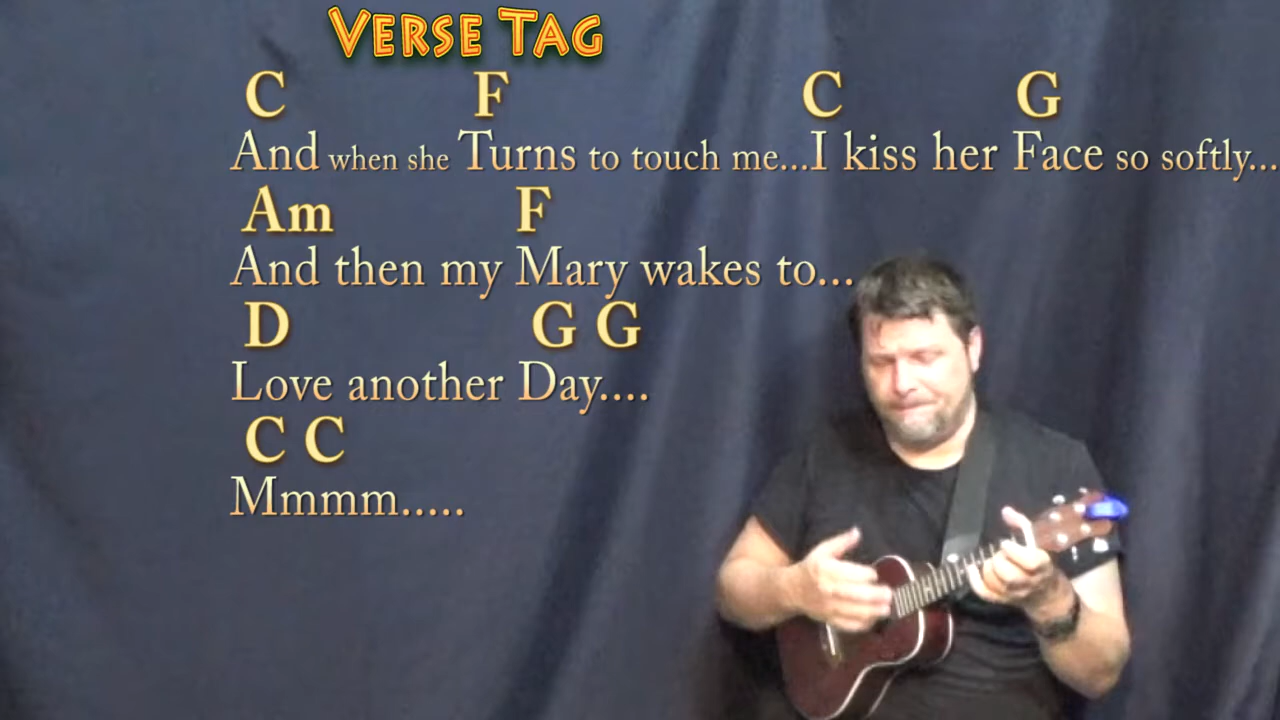 VERSE TAG
C F C G
And when she Turns to touch me...I kiss her Face so softly...
Am F
And then my Mary wakes to...
D G G
Love another Day....
C C
Mmmm.....